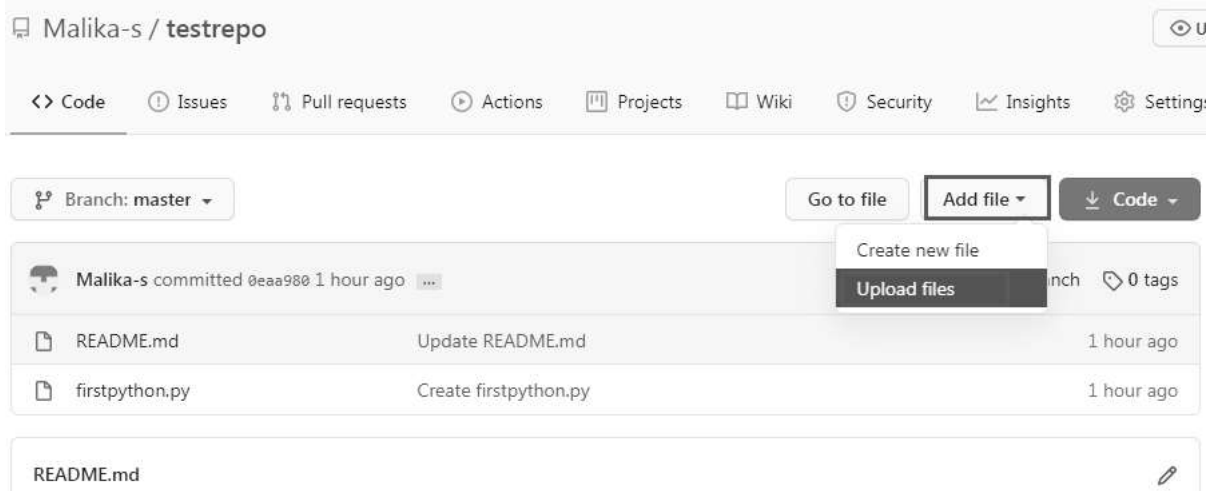 Malika-s / testrepo
U
Code Issues Pull requests Actions Projects Wiki Security Insights Settings
Branch: master Go to file Add file Code
Create new file
Malika-s committed 0eaa980 1 hour ago ... Upload files nch 0 tags
README.md Update README.md 1 hour ago
firstpython.py Create firstpython.py 1 hour ago
README.md